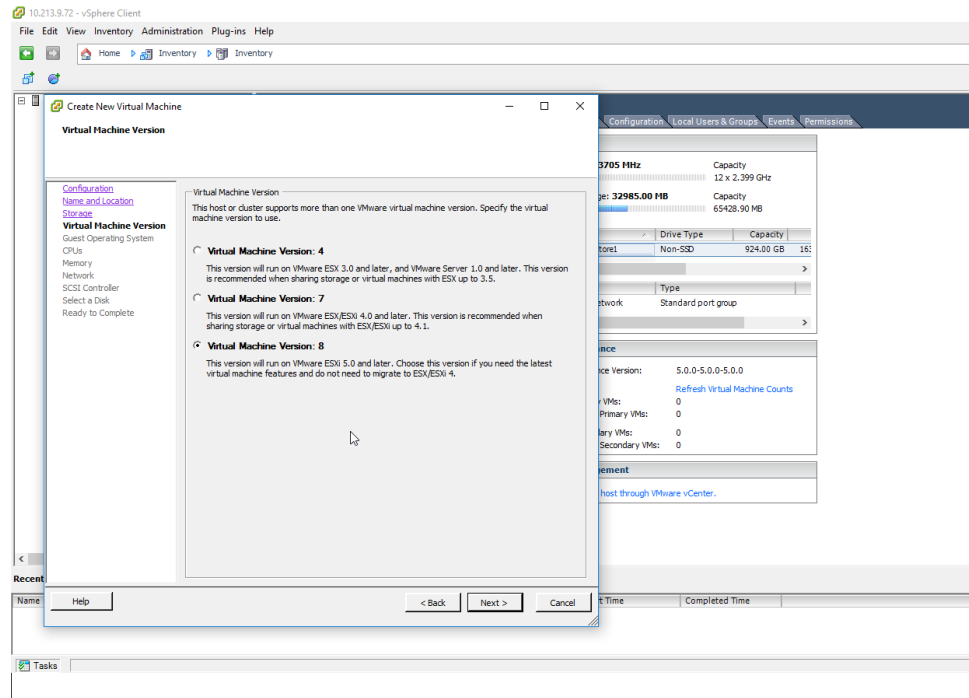 10.213.9.72 - vSphere Client
File Edit View Inventory Administration Plug-ins Help
Home Inventory Inventory
Create New Virtual Machine
Virtual Machine Version
Configuration Local Users & Groups Events Permissions
3705 MHz Capacity
12 x 2.399 GHz
32985.00 MB Capacity
65428.90 MB
Drive Type Capacity
Non-SSD 924.00 GB
Type
Standard port group
Version: 5.0.0-5.0.0-5.0.0
Refresh Virtual Machine Counts
VMs: 0
Primary VMs: 0
VMs: 0
Secondary VMs: 0
host through VMware vCenter.
Configuration
Name and Location
Storage
Virtual Machine Version
Guest Operating System
CPUs
Memory
Network
SCSI Controller
Select a Disk
Ready to Complete
Virtual Machine Version
This host or cluster supports more than one VMware virtual machine version. Specify the virtual
machine version to use.
Virtual Machine Version: 4
This version will run on VMware ESX 3.0 and later, and VMware Server 1.0 and later. This version
is recommended when sharing storage or virtual machines with ESX up to 3.5.
Virtual Machine Version: 7
This version will run on VMware ESX/ESXi 4.0 and later. This version is recommended when
sharing storage or virtual machines with ESX/ESXi up to 4.1.
Virtual Machine Version: 8
This version will run on VMware ESXi 5.0 and later. Choose this version if you need the latest
virtual machine features and do not need to migrate to ESX/ESXi 4.
Help < Back Next > Cancel
Recent
Name Time Completed Time
Tasks